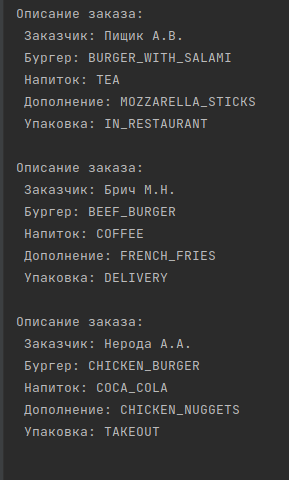 Описание заказа:
Заказчик: Пищик А.В.
Бургер: BURGER_WITH_SALAMI
Напиток: TEA
Дополнение: MOZZARELLA_STICKS
Упаковка: IN_RESTAURANT
Описание заказа:
Заказчик: Брич М.Н.
Бургер: BEEF_BURGER
Напиток: COFFEE
Дополнение: FRENCH_FRIES
Упаковка: DELIVERY
Описание заказа:
Заказчик: Нерода А.А.
Бургер: CHICKEN_BURGER
Напиток: COCA_COLA
Дополнение: CHICKEN_NUGGETS
Упаковка: TAKEOUT